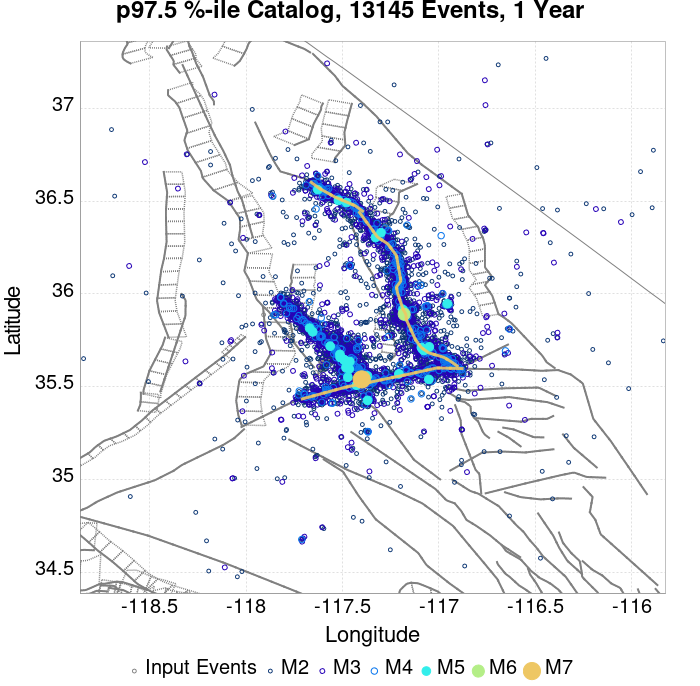 p97.5 %-ile Catalog, 13145 Events, 1 Year
37
36.5
36
35.5
35
34.5
Latitude
-118.5 -118 -117.5 -117 -116.5 -116
Longitude
Input Events M2 M3 M4 M5 M6 M7